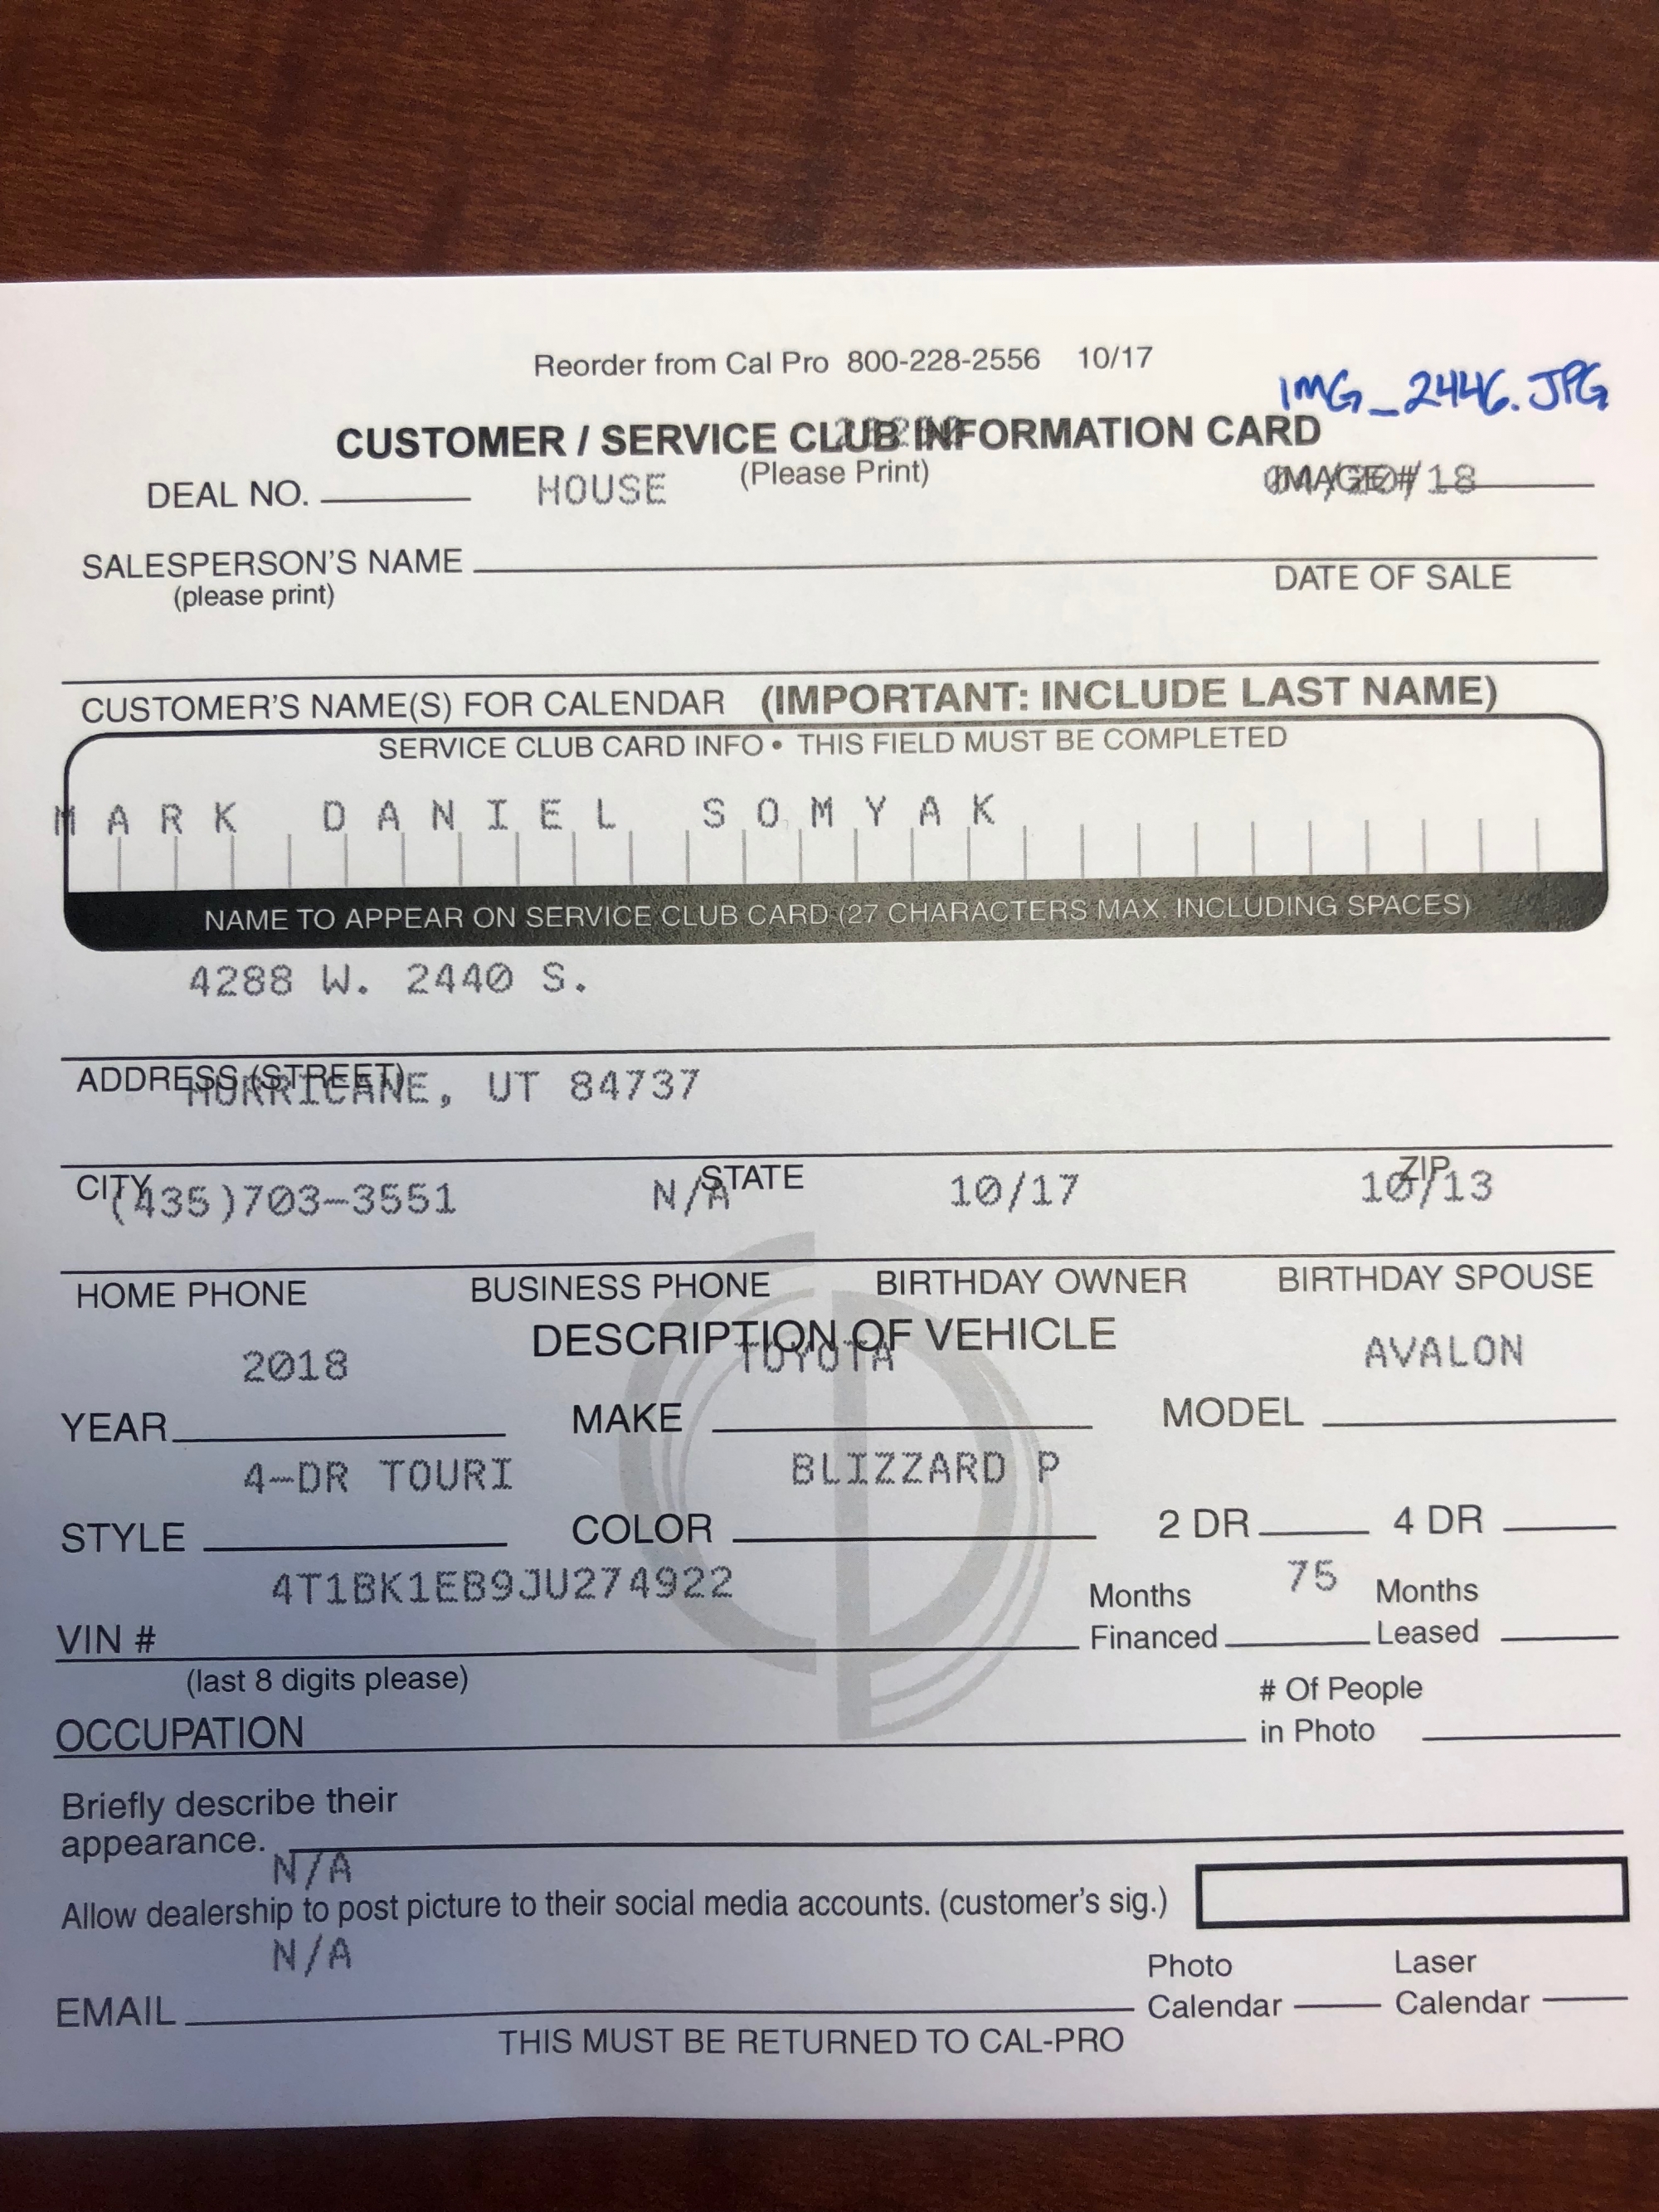 Reorder from Cal Pro 800-228-2556 10/17
IMG_2446.JPG
CUSTOMER / SERVICE CLUB INFORMATION CARD
(Please Print)
DEAL NO. HOUSE IMAGE# /18
SALESPERSON'S NAME
(please print)
DATE OF SALE
CUSTOMER'S NAME(S) FOR CALENDAR (IMPORTANT: INCLUDE LAST NAME)
SERVICE CLUB CARD INFO • THIS FIELD MUST BE COMPLETED
MARK DANIEL SOMYAK
NAME TO APPEAR ON SERVICE CLUB CARD (27 CHARACTERS MAX. INCLUDING SPACES)
4288 W. 2440 S.
ADDRESS (STREET)
HURRICANE, UT 84737
CITY STATE ZIP
(435)703-3551 N/A 10/17 10/13
HOME PHONE BUSINESS PHONE BIRTHDAY OWNER BIRTHDAY SPOUSE
DESCRIPTION OF VEHICLE
2018 TOYOTA AVALON
YEAR MAKE MODEL
4-DR TOURI BLIZZARD P
STYLE COLOR 2 DR 4 DR
4T1BK1EB9JU274922 75
VIN # Months Financed Months Leased
(last 8 digits please)
OCCUPATION # Of People in Photo
Briefly describe their
appearance.
N/A
Allow dealership to post picture to their social media accounts. (customer's sig.)
N/A
EMAIL Photo Calendar Laser Calendar
THIS MUST BE RETURNED TO CAL-PRO